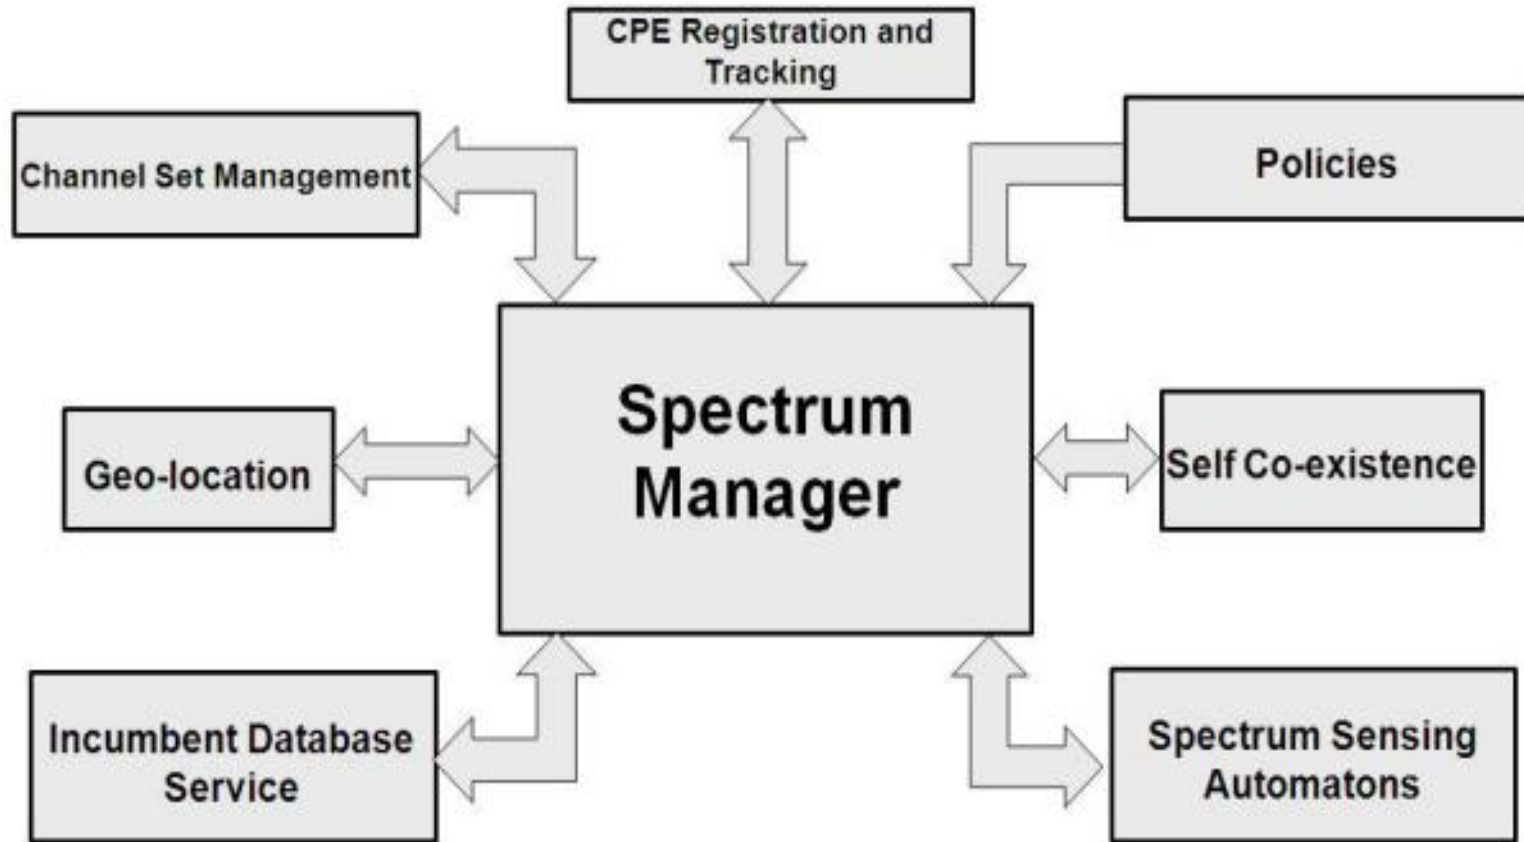 CPE Registration and
Tracking
Channel Set Management
Policies
Spectrum
Manager
Geo-location
Self Co-existence
Incumbent Database
Service
Spectrum Sensing
Automatons